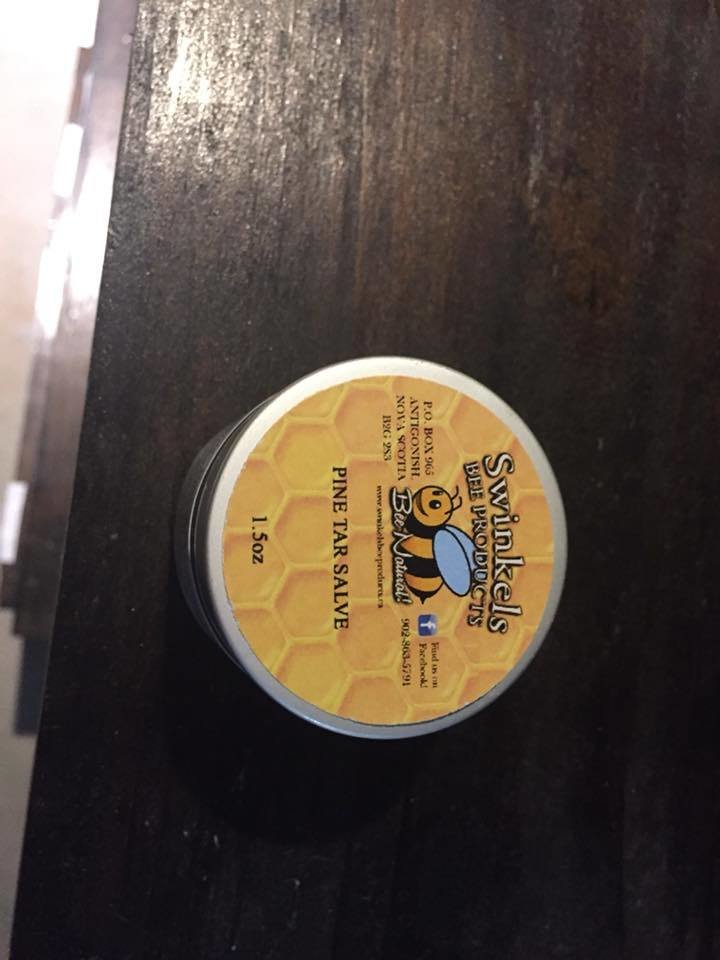 Swinkels
BEE PRODUCTS
P.O. BOX 965
ANTIGONISH,
NOVA SCOTIA
B2G 2S3
Find us on
Facebook!
f
902-863-5791
Bee Natural!
www.swinkelsbeeproducts.ca
PINE TAR SALVE
1.5oz